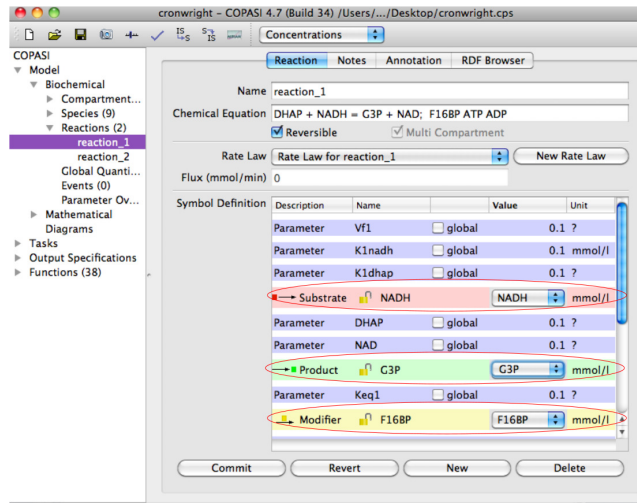 cronwright - COPASI 4.7 (Build 34) /Users/.../Desktop/cronwright.cps
Concentrations
COPASI
Model
Biochemical
Compartment...
Species (9)
Reactions (2)
reaction_1
reaction_2
Global Quanti...
Events (0)
Parameter Ov...
Mathematical
Diagrams
Tasks
Output Specifications
Functions (38)
Reaction Notes Annotation RDF Browser
Name reaction_1
Chemical Equation DHAP + NADH = G3P + NAD; F16BP ATP ADP
Reversible Multi Compartment
Rate Law Rate Law for reaction_1 New Rate Law
Flux (mmol/min) 0
Symbol Definition Description Name Value Unit
Parameter Vf1 global 0.1 ?
Parameter K1nadh global 0.1 mmol/l
Parameter K1dhap global 0.1 ?
Substrate NADH NADH mmol/l
Parameter DHAP global 0.1 ?
Parameter NAD global 0.1 ?
Product G3P G3P mmol/l
Parameter Keq1 global 0.1 ?
Modifier F16BP F16BP mmol/l
Commit Revert New Delete